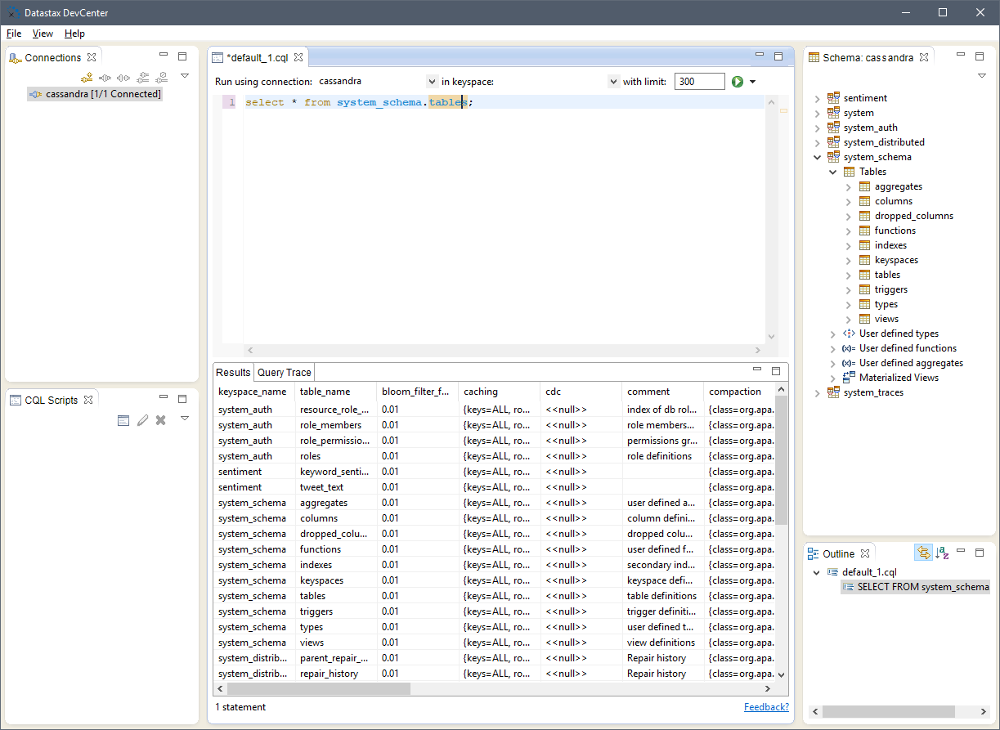 Datastax DevCenter
File View Help
Connections
cassandra [1/1 Connected]
CQL Scripts
*default_1.cql
Run using connection: cassandra in keyspace: with limit: 300
1 select * from system_schema.tables;
Results Query Trace
keyspace_name table_name bloom_filter_f... caching cdc comment compaction
system_auth resource_role_... 0.01 {keys=ALL, ro... <<null>> index of db rol... {class=org.apa.
system_auth role_members 0.01 {keys=ALL, ro... <<null>> role members... {class=org.apa.
system_auth role_permissio... 0.01 {keys=ALL, ro... <<null>> permissions gr... {class=org.apa.
system_auth roles 0.01 {keys=ALL, ro... <<null>> role definitions {class=org.apa.
sentiment keyword_senti... 0.01 {keys=ALL, ro... <<null>> {class=org.apa.
sentiment tweet_text 0.01 {keys=ALL, ro... <<null>> {class=org.apa.
system_schema aggregates 0.01 {keys=ALL, ro... <<null>> user defined a... {class=org.apa.
system_schema columns 0.01 {keys=ALL, ro... <<null>> column defini... {class=org.apa.
system_schema dropped_colu... 0.01 {keys=ALL, ro... <<null>> dropped colu... {class=org.apa.
system_schema functions 0.01 {keys=ALL, ro... <<null>> user defined f... {class=org.apa.
system_schema indexes 0.01 {keys=ALL, ro... <<null>> secondary ind... {class=org.apa.
system_schema keyspaces 0.01 {keys=ALL, ro... <<null>> keyspace defi... {class=org.apa.
system_schema tables 0.01 {keys=ALL, ro... <<null>> table definitions {class=org.apa.
system_schema triggers 0.01 {keys=ALL, ro... <<null>> trigger definiti... {class=org.apa.
system_schema types 0.01 {keys=ALL, ro... <<null>> user defined t... {class=org.apa.
system_schema views 0.01 {keys=ALL, ro... <<null>> view definitions {class=org.apa.
system_distrib... parent_repair_... 0.01 {keys=ALL, ro... <<null>> Repair history {class=org.apa.
system_distrib... repair_history 0.01 {keys=ALL, ro... <<null>> Repair history {class=org.apa.
1 statement Feedback?
Schema: cassandra
sentiment
system
system_auth
system_distributed
system_schema
Tables
aggregates
columns
dropped_columns
functions
indexes
keyspaces
tables
triggers
types
views
User defined types
User defined functions
User defined aggregates
Materialized Views
system_traces
Outline
default_1.cql
SELECT FROM system_schema